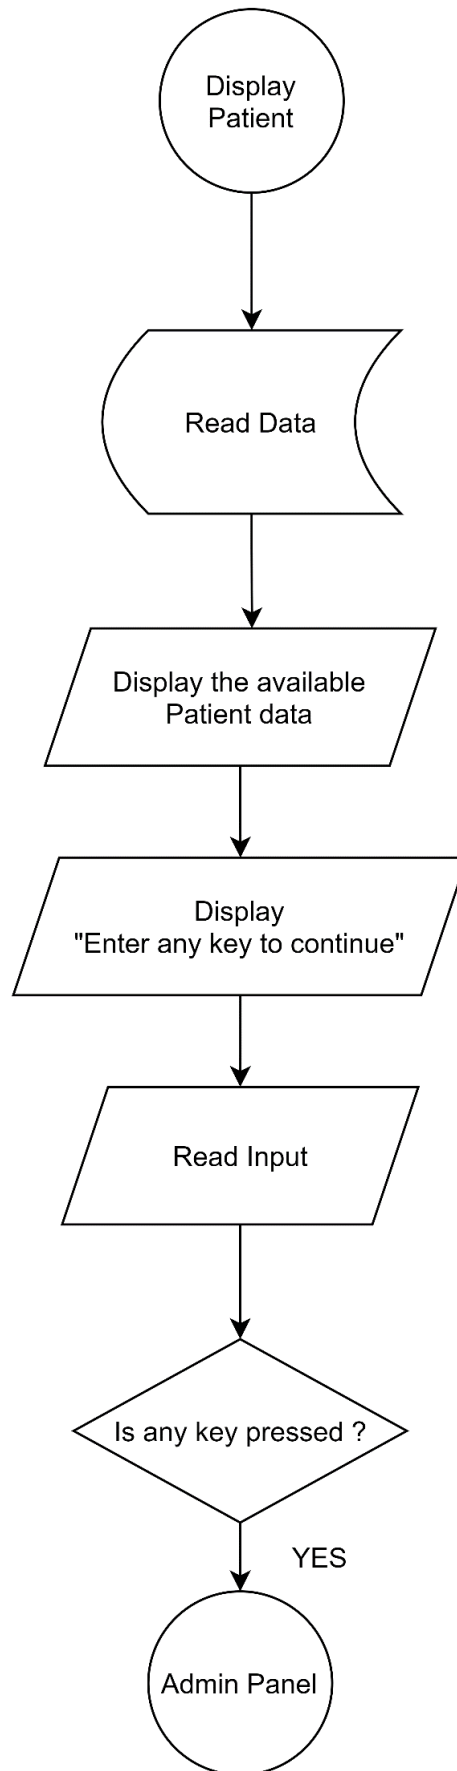 Display
Patient
Read Data
Display the available
Patient data
Display
"Enter any key to continue"
Read Input
Is any key pressed ?
YES
Admin Panel